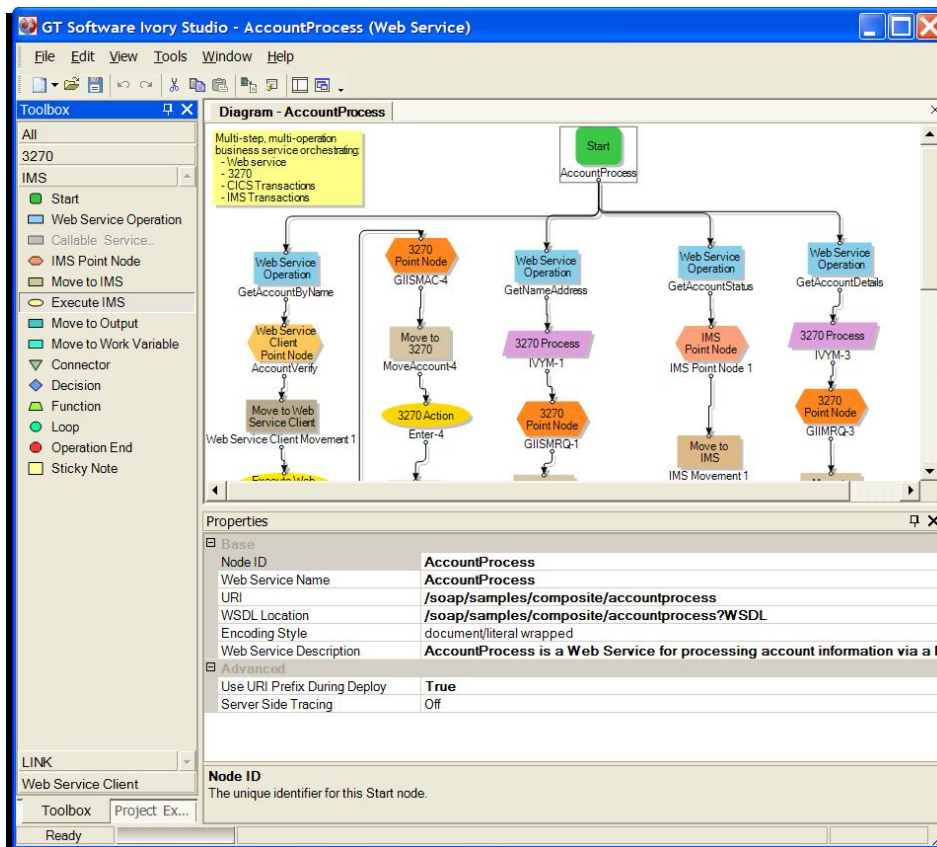 GT Software Ivory Studio - AccountProcess (Web Service)
File Edit View Tools Window Help
Toolbox
All
3270
IMS
Start
Web Service Operation
Callable Service...
IMS Point Node
Move to IMS
Execute IMS
Move to Output
Move to Work Variable
Connector
Decision
Function
Loop
Operation End
Sticky Note
LINK
Web Service Client
Toolbox Project Ex...
Ready
Diagram - AccountProcess
Multi-step, multi-operation
business service orchestrating:
- Web service
- 3270
- CICS Transactions
- IMS Transactions
Start
AccountProcess
Web Service
Operation
GetAccountByName
Web Service
Client
Point Node
AccountVerify
Move to Web
Service Client
Web Service Client Movement 1
Execute Web
3270
Point Node
GIISMAC-4
Move to
3270
MoveAccount-4
3270 Action
Enter-4
Web Service
Operation
GetNameAddress
3270 Process
IVYM-1
3270
Point Node
GIISMRQ-1
Web Service
Operation
GetAccountStatus
IMS
Point Node
IMS Point Node 1
Move to
IMS
IMS Movement 1
Web Service
Operation
GetAccountDetails
3270 Process
IVYM-3
3270
Point Node
GIIMRQ-3
Properties
Base
Node ID AccountProcess
Web Service Name AccountProcess
URI /soap/samples/composite/accountprocess
WSDL Location /soap/samples/composite/accountprocess?WSDL
Encoding Style document/literal wrapped
Web Service Description AccountProcess is a Web Service for processing account information via a
Advanced
Use URI Prefix During Deploy True
Server Side Tracing Off
Node ID
The unique identifier for this Start node.